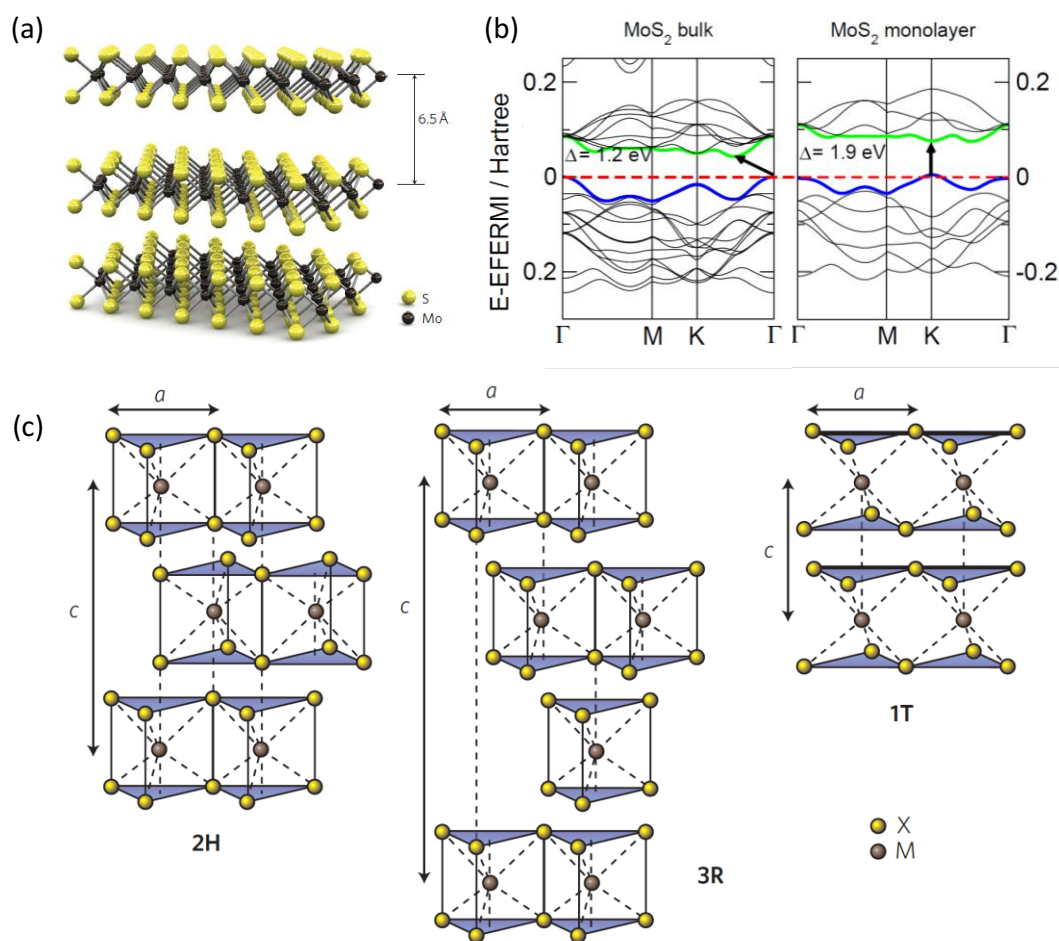 (a)
6.5 Å
S
Mo
(b)
MoS2 bulk
MoS2 monolayer
E-EFERMI / Hartree
0.2
0
0.2
Δ= 1.2 eV
Δ= 1.9 eV
0.2
0
-0.2
Γ M K Γ
Γ M K Γ
(c)
a
c
2H
a
c
3R
a
c
1T
X
M